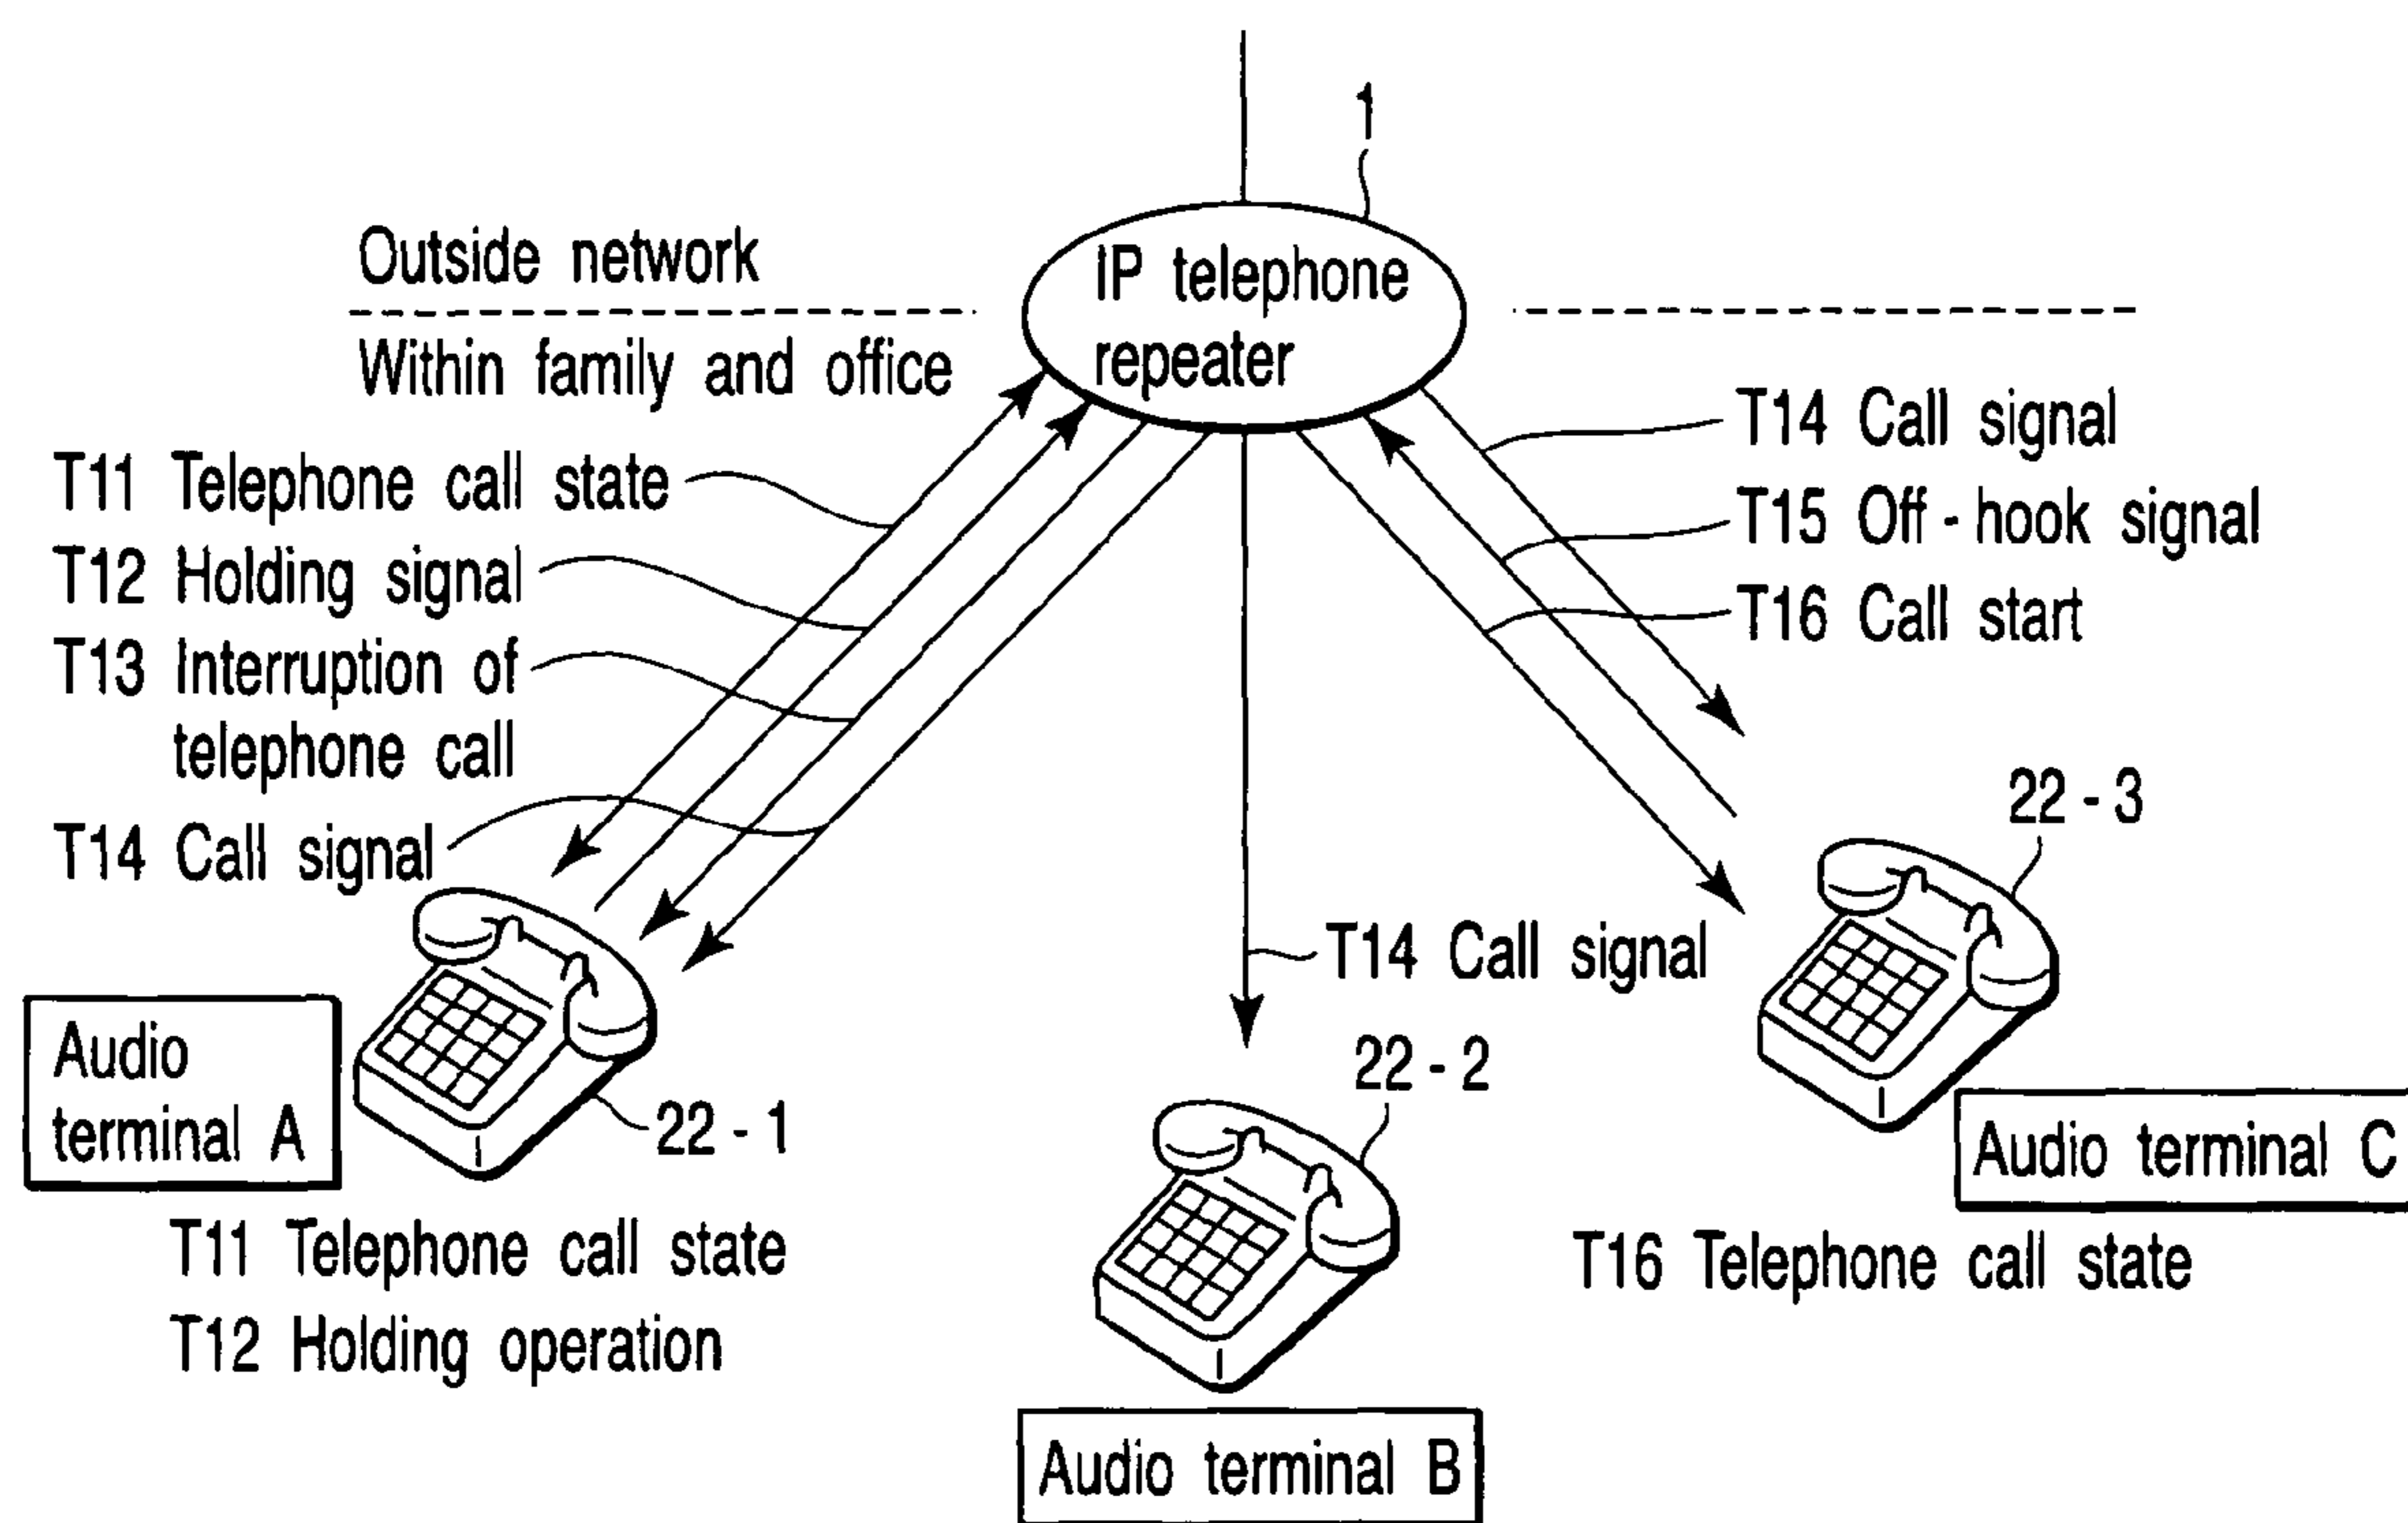 1
Outside network
IP telephone
repeater
Within family and office
T14 Call signal
T11 Telephone call state
T15 Off - hook signal
T12 Holding signal
T16 Call start
T13 Interruption of
telephone call
T14 Call signal
22 - 3
T14 Call signal
22 - 2
Audio
terminal A
22 - 1
Audio terminal C
T11 Telephone call state
T16 Telephone call state
T12 Holding operation
Audio terminal B